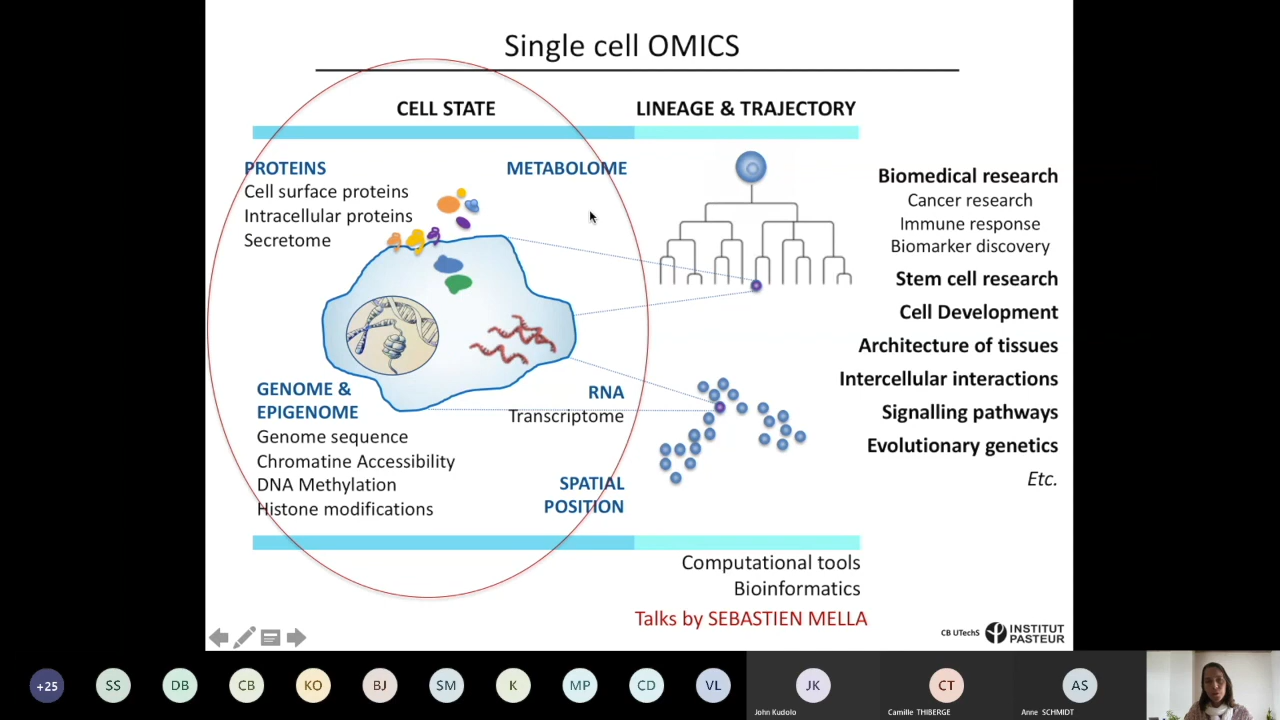 Single cell OMICS
CELL STATE
LINEAGE & TRAJECTORY
PROTEINS
Cell surface proteins
Intracellular proteins
Secretome
METABOLOME
GENOME &
EPIGENOME
Genome sequence
Chromatine Accessibility
DNA Methylation
Histone modifications
RNA
Transcriptome
SPATIAL
POSITION
Biomedical research
Cancer research
Immune response
Biomarker discovery
Stem cell research
Cell Development
Architecture of tissues
Intercellular interactions
Signalling pathways
Evolutionary genetics
Etc.
Computational tools
Bioinformatics
Talks by SEBASTIEN MELLA
CB UTechS
INSTITUT
PASTEUR
+25
SS
DB
CB
KO
BJ
SM
K
MP
CD
VL
JK
John Kudolo
CT
Camille THIBERGE
AS
Anne SCHMIDT